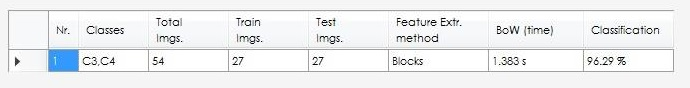 Nr. Classes Total Imgs. Train Imgs. Test Imgs. Feature Extr. method BoW (time) Classification
1 C3,C4 54 27 27 Blocks 1.383 s 96.29 %